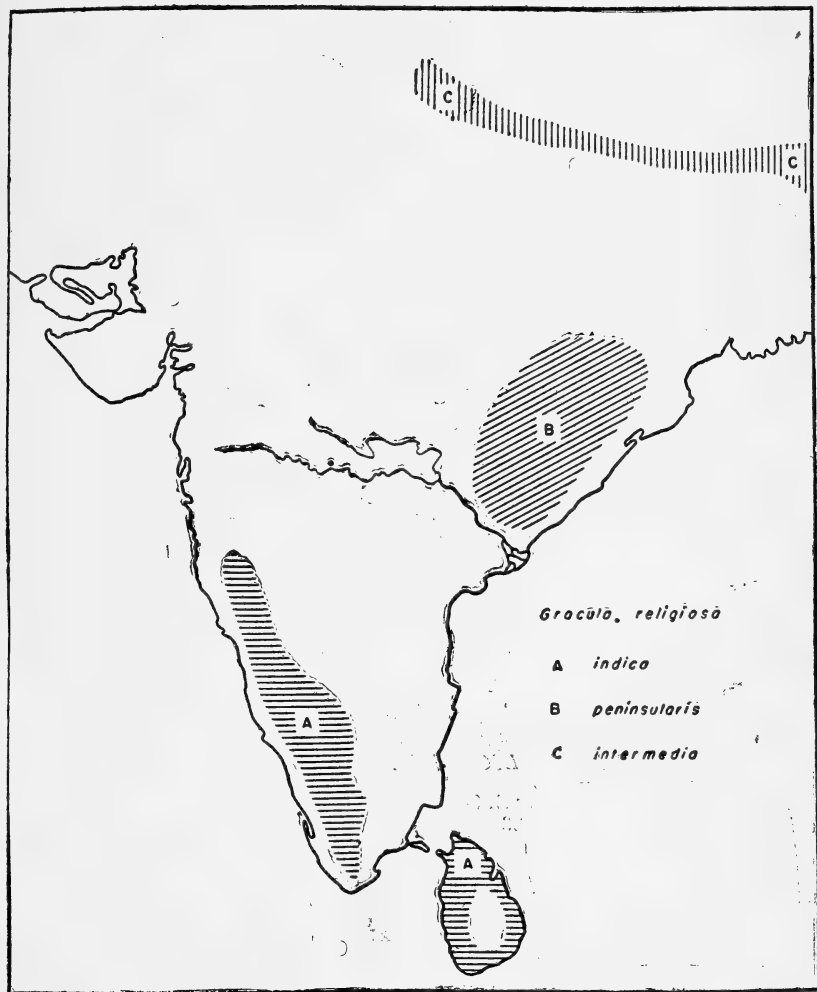 C
C
B
Gracula. religiosa
A indica
B peninsularis
C intermedia
A
A